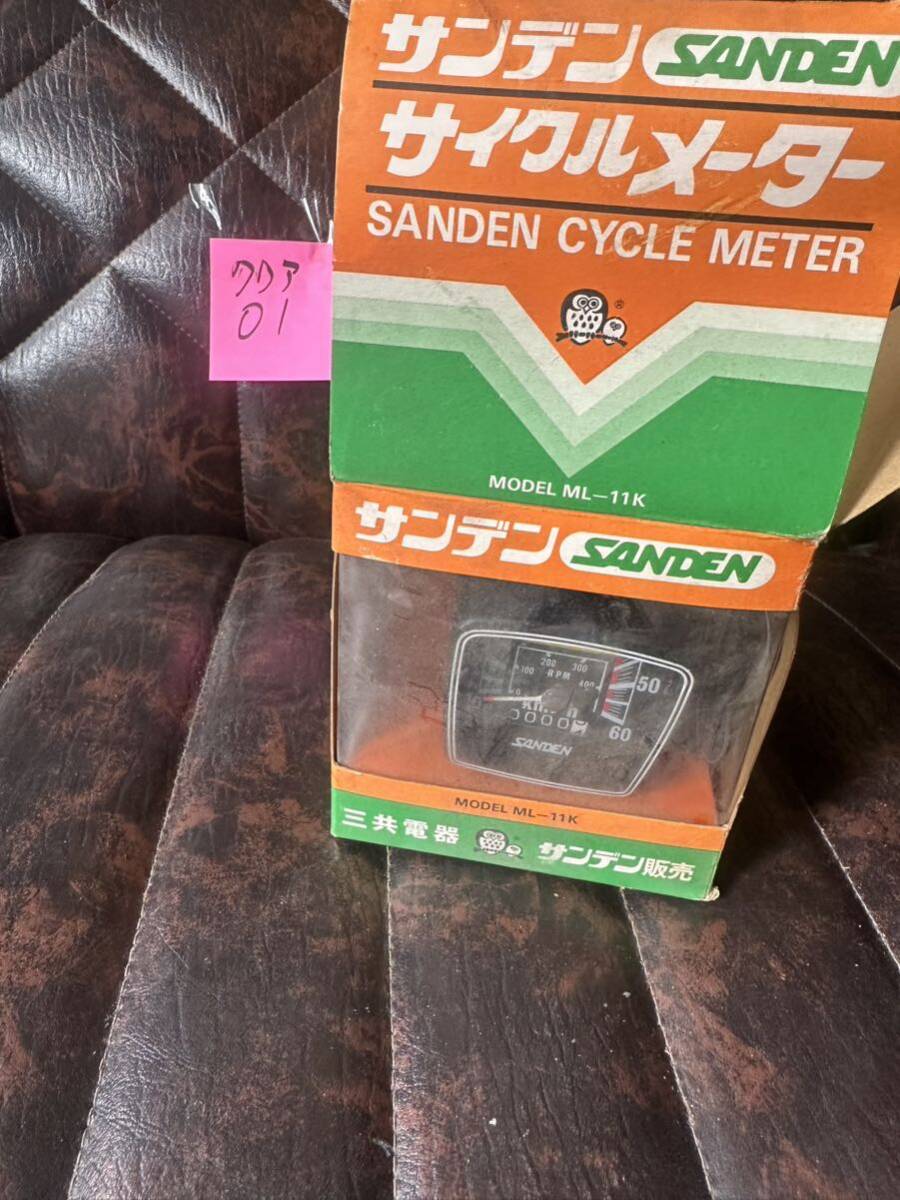 サンデン SANDEN
サイクルメーター
SANDEN CYCLE METER
®
MODEL ML-11K
ククア
01
サンデン SANDEN
200 300
100 RPM 400
0
50
60
SANDEN
MODEL ML-11K
三共電器 サンデン販売